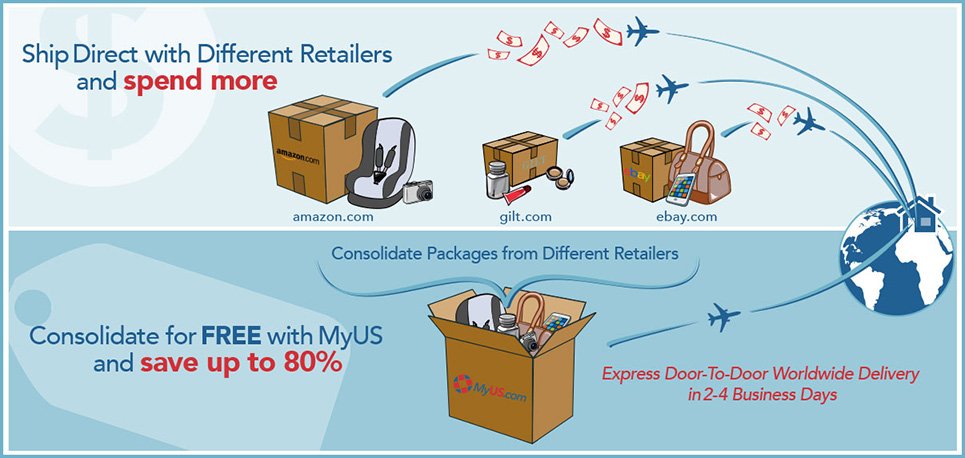 Ship Direct with Different Retailers
and spend more
amazon.com
ebay
amazon.com
gilt.com
ebay.com
Consolidate Packages from Different Retailers
Consolidate for FREE with MyUS
and save up to 80%
MyUS.com
Express Door-To-Door Worldwide Delivery
in 2-4 Business Days